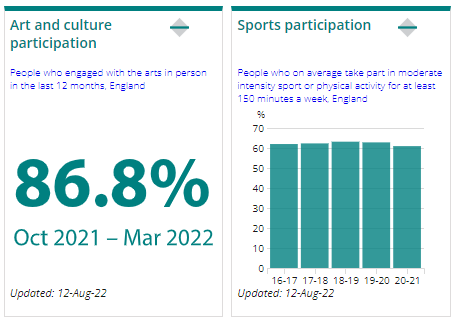 Art and culture
participation
People who engaged with the arts in person
in the last 12 months, England
86.8%
Oct 2021 – Mar 2022
Updated: 12-Aug-22
Sports participation
People who on average take part in moderate
intensity sport or physical activity for at least
150 minutes a week, England
%
70
60
50
40
30
20
10
0
16-17 17-18 18-19 19-20 20-21
Updated: 12-Aug-22